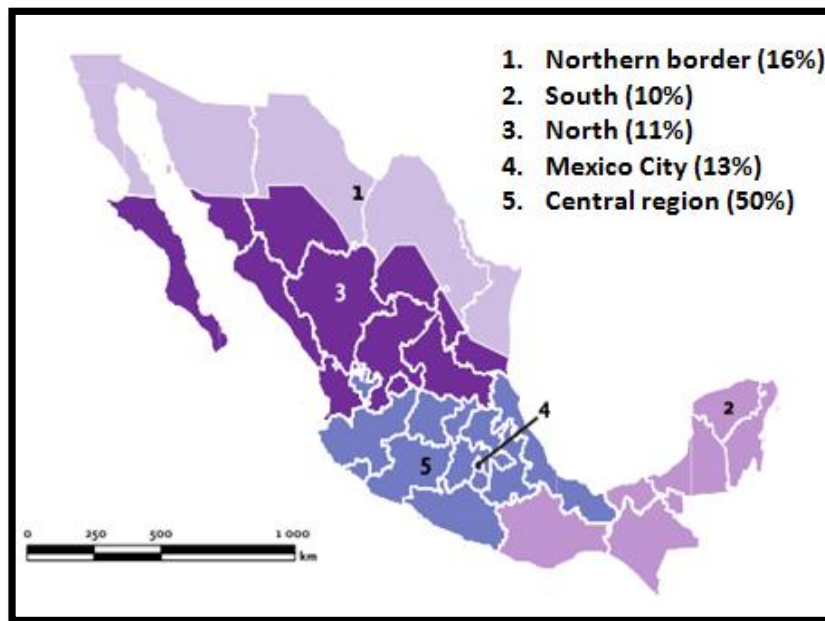 1. Northern border (16%)
2. South (10%)
3. North (11%)
4. Mexico City (13%)
5. Central region (50%)
1
3
2
4
5
0 250 500 1 000
km